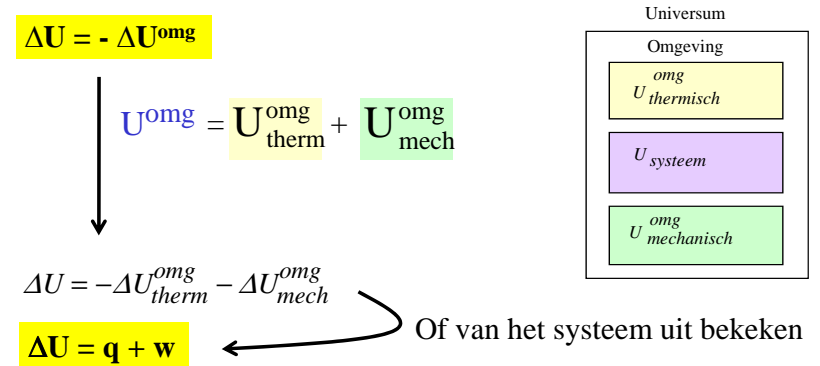 ΔU = - ΔU^omg
U^omg = U^omg_therm + U^omg_mech
ΔU = −ΔU^omg_therm − ΔU^omg_mech
Of van het systeem uit bekeken
ΔU = q + w
Universum
Omgeving
U^omg_thermisch
U_systeem
U^omg_mechanisch